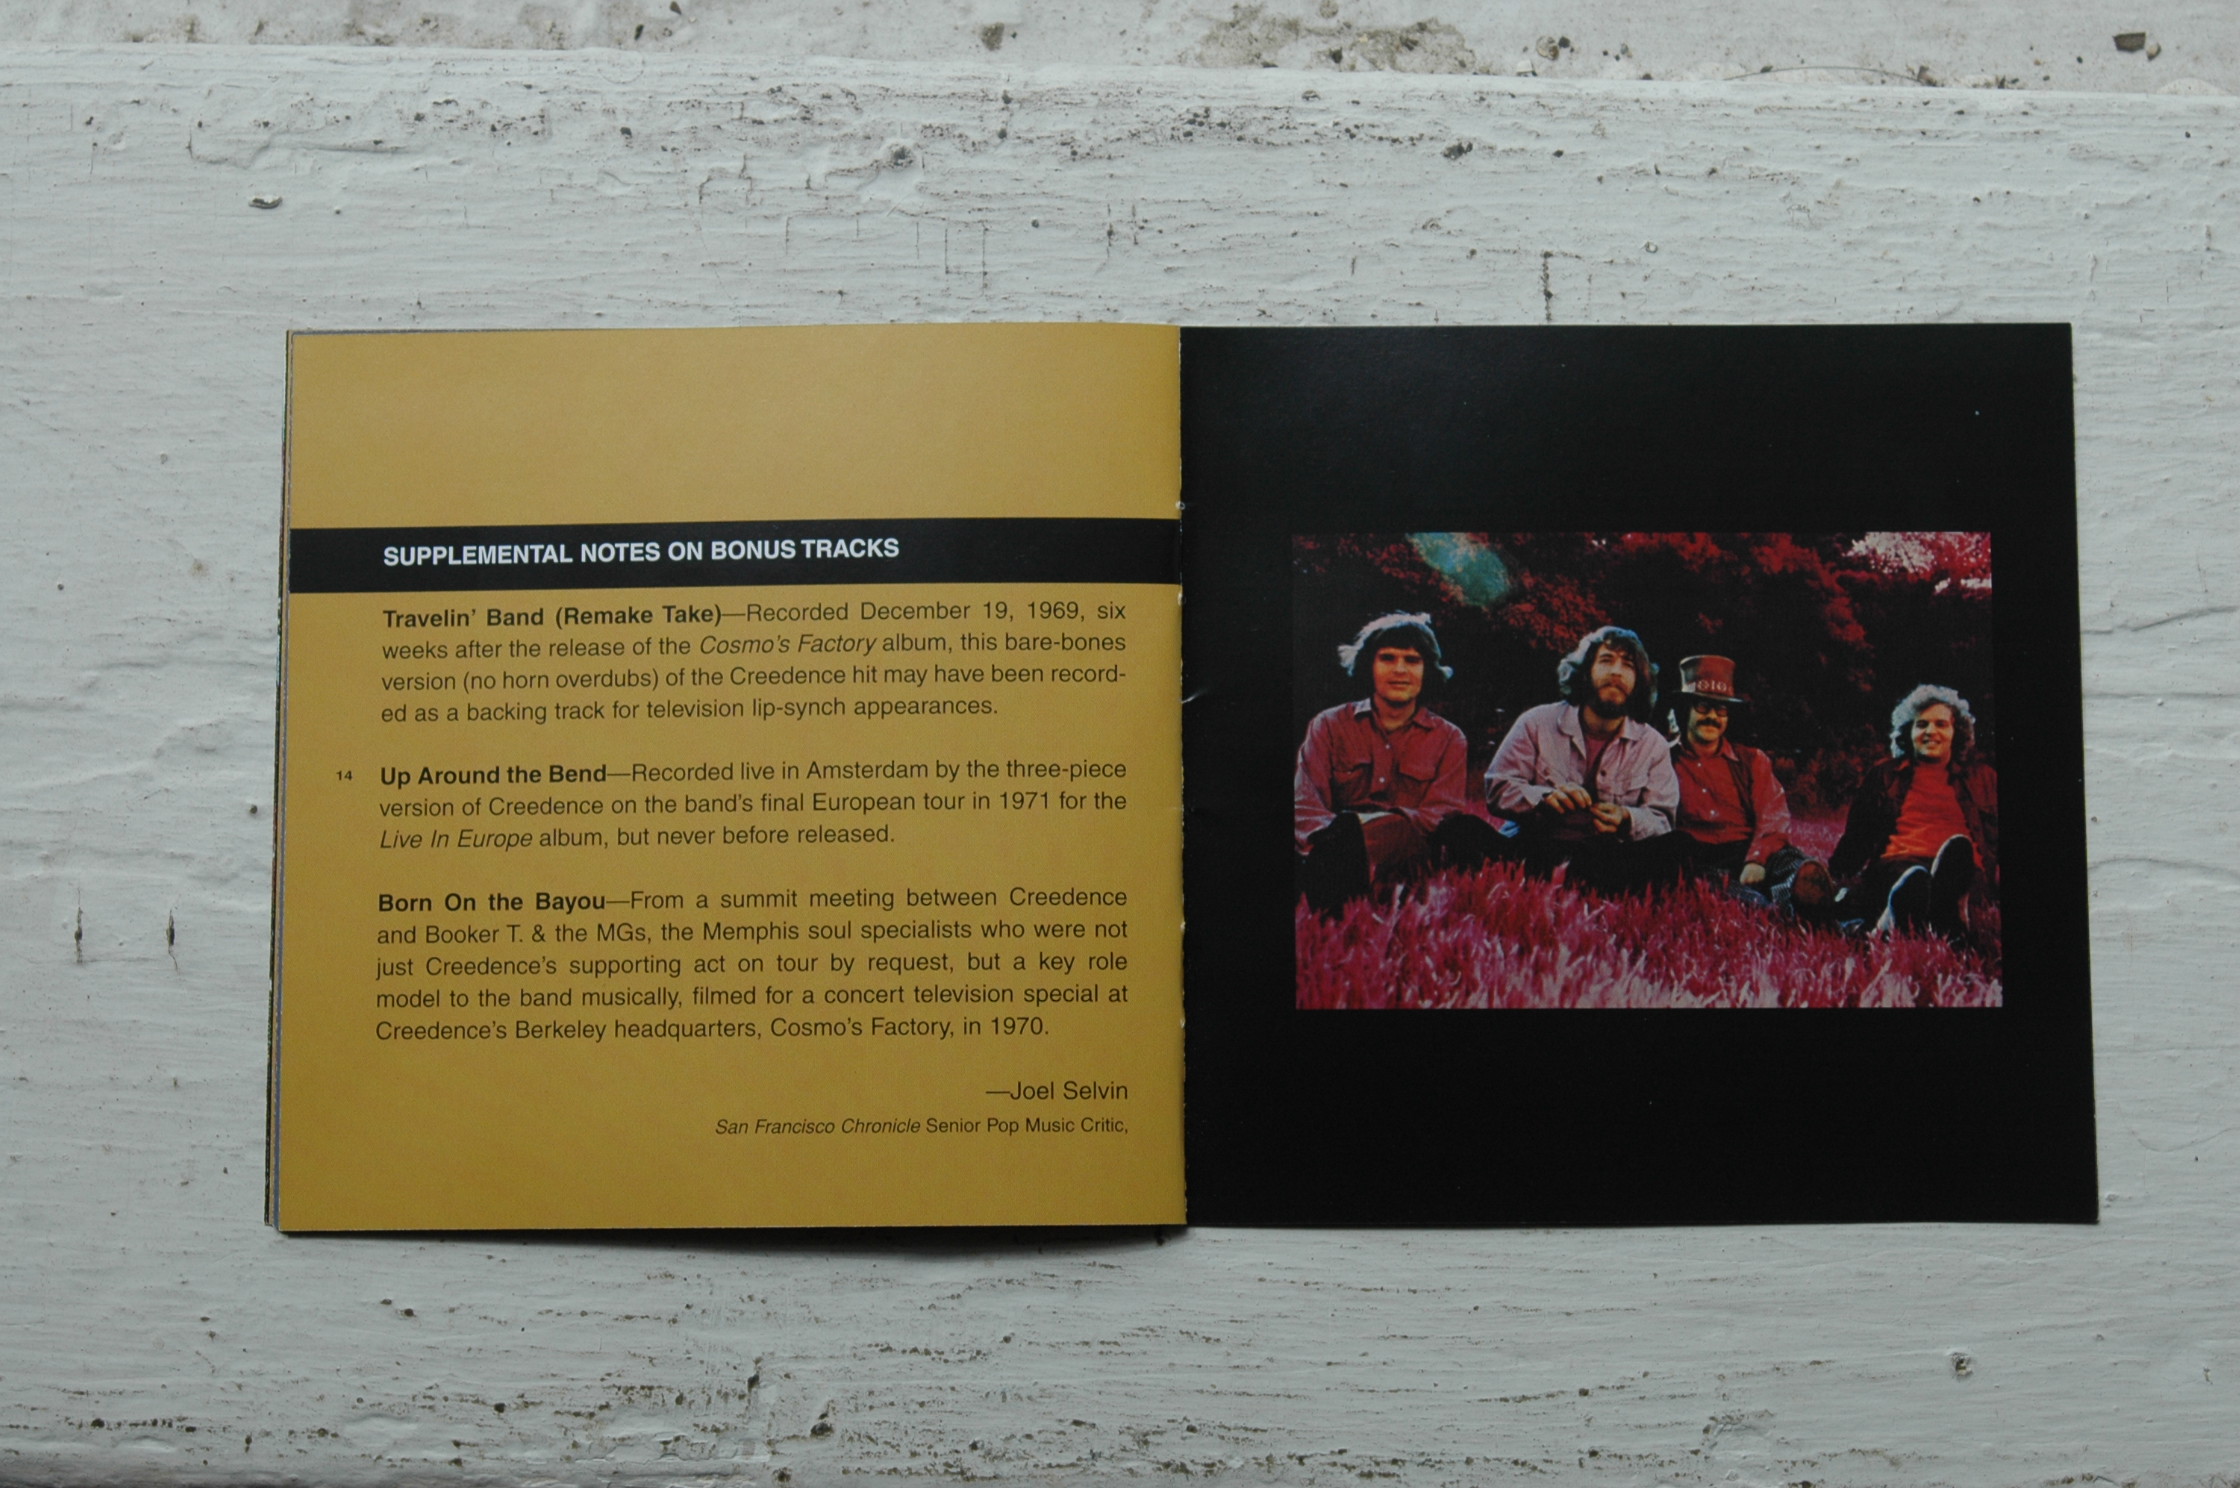 SUPPLEMENTAL NOTES ON BONUS TRACKS
Travelin' Band (Remake Take)—Recorded December 19, 1969, six
weeks after the release of the Cosmo's Factory album, this bare-bones
version (no horn overdubs) of the Creedence hit may have been record-
ed as a backing track for television lip-synch appearances.
14
Up Around the Bend—Recorded live in Amsterdam by the three-piece
version of Creedence on the band's final European tour in 1971 for the
Live In Europe album, but never before released.
Born On the Bayou—From a summit meeting between Creedence
and Booker T. & the MGs, the Memphis soul specialists who were not
just Creedence's supporting act on tour by request, but a key role
model to the band musically, filmed for a concert television special at
Creedence's Berkeley headquarters, Cosmo's Factory, in 1970.
—Joel Selvin
San Francisco Chronicle Senior Pop Music Critic,